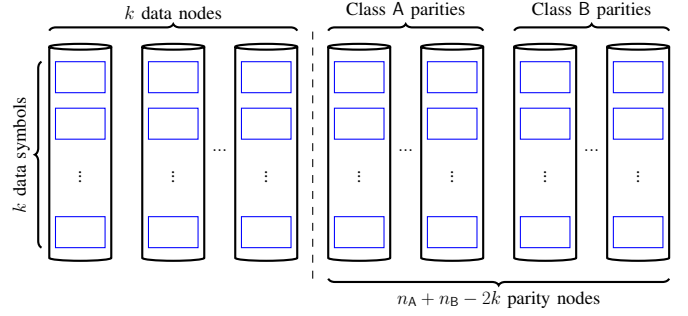 k data nodes
Class A parities
Class B parities
k data symbols
...
...
...
n_A + n_B − 2k parity nodes